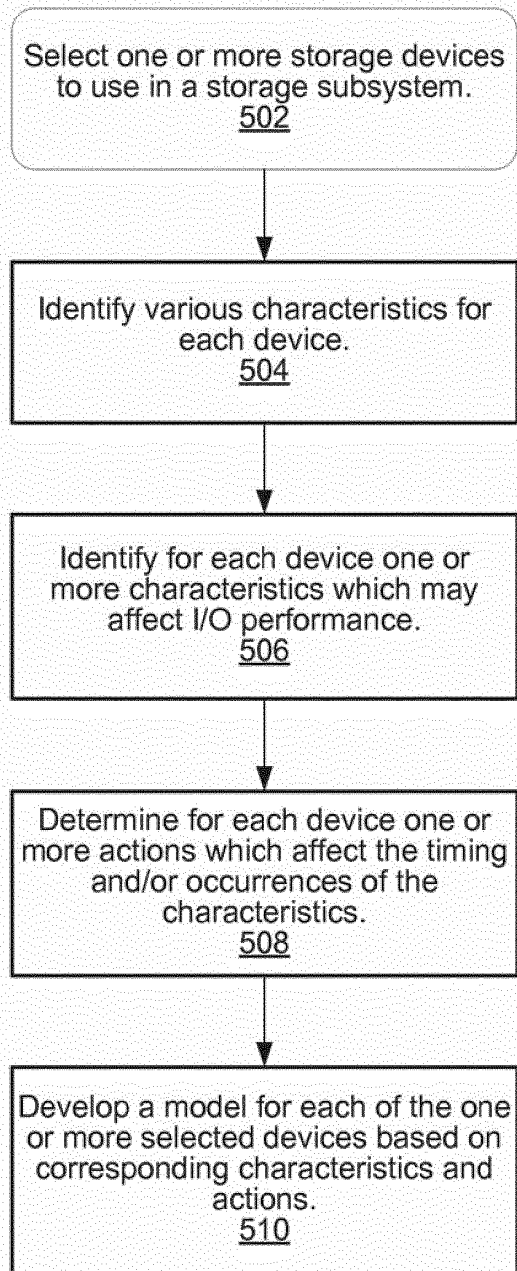 Select one or more storage devices
to use in a storage subsystem.
502
Identify various characteristics for
each device.
504
Identify for each device one or
more characteristics which may
affect I/O performance.
506
Determine for each device one or
more actions which affect the timing
and/or occurrences of the
characteristics.
508
Develop a model for each of the one
or more selected devices based on
corresponding characteristics and
actions.
510